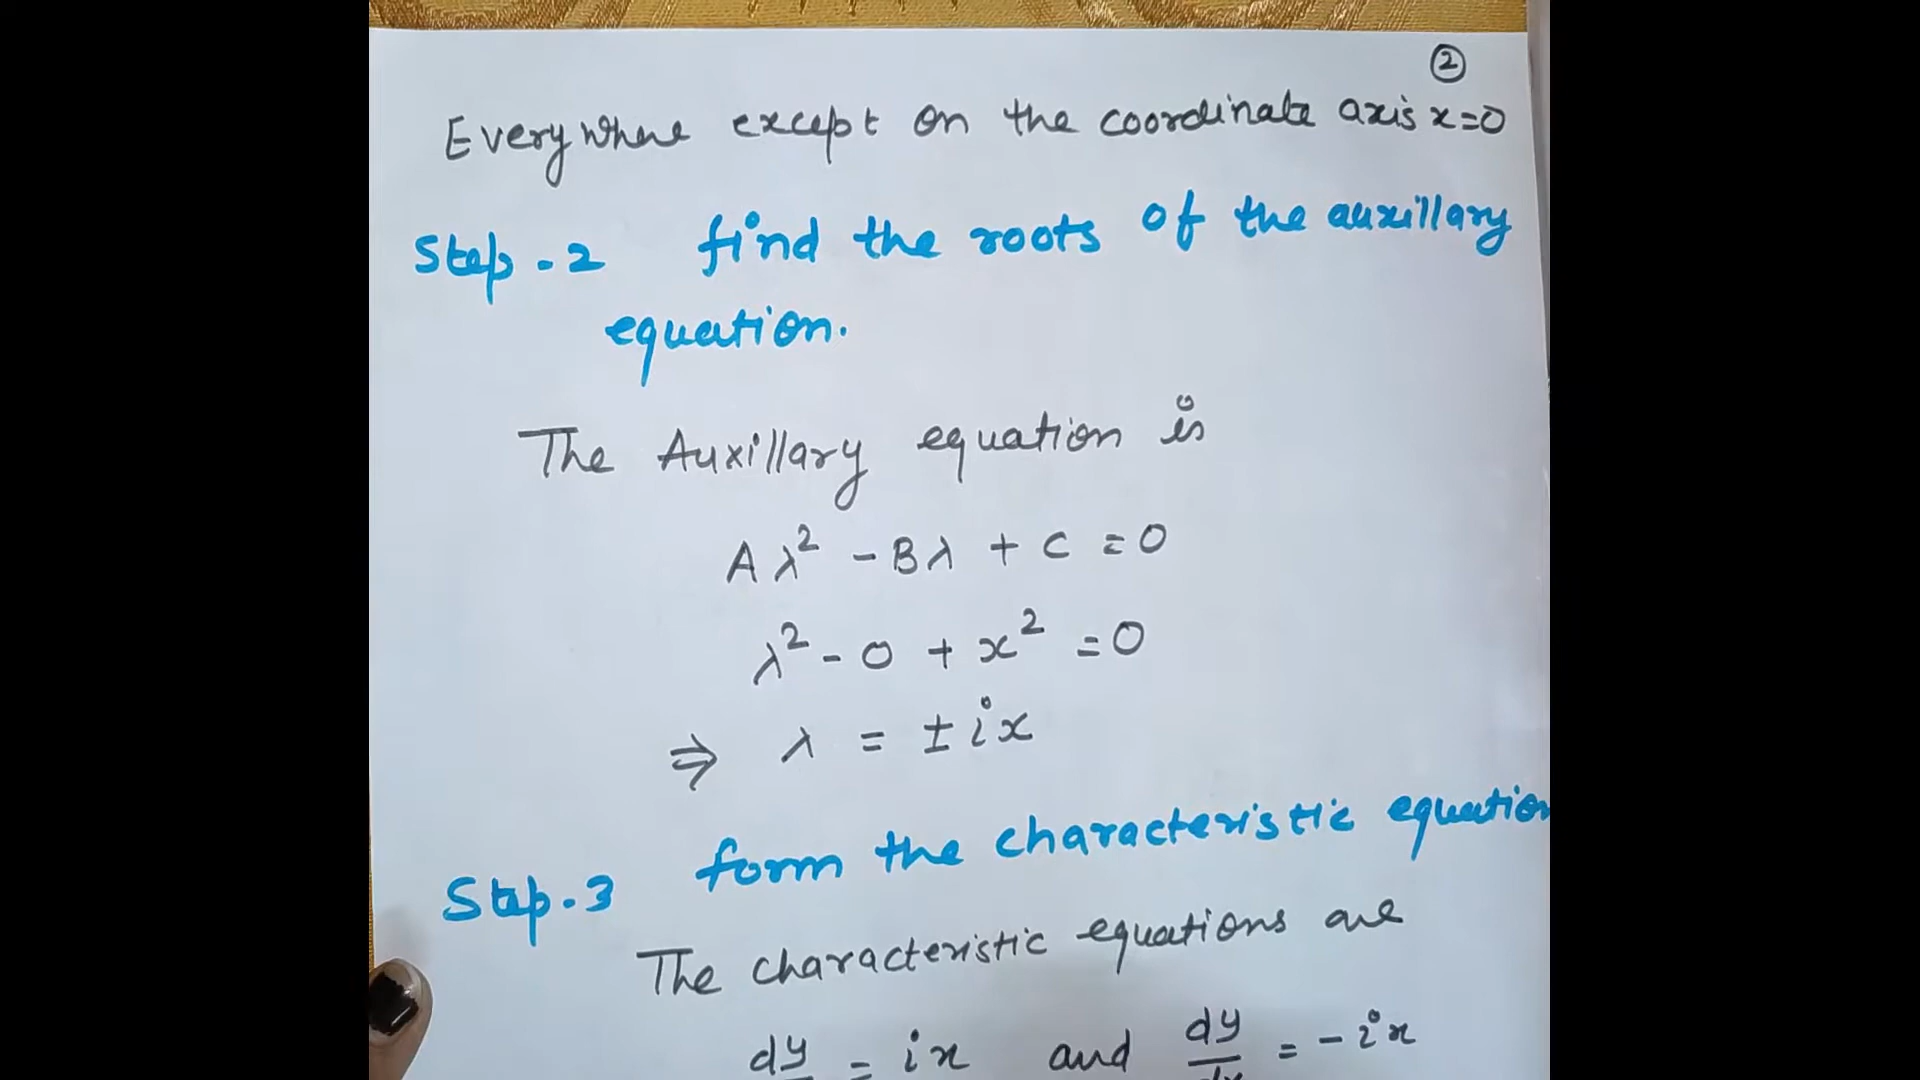 ②
Everywhere except on the coordinate axis x=0
Step-2 find the roots of the auxillary
equation.
The Auxillary equation is
Aλ² - Bλ + C = 0
λ² - 0 + x² = 0
⇒ λ = ± ix
Step-3 form the characteristic equation
The characteristic equations are
dy/ = ix and dy/dx = -ix